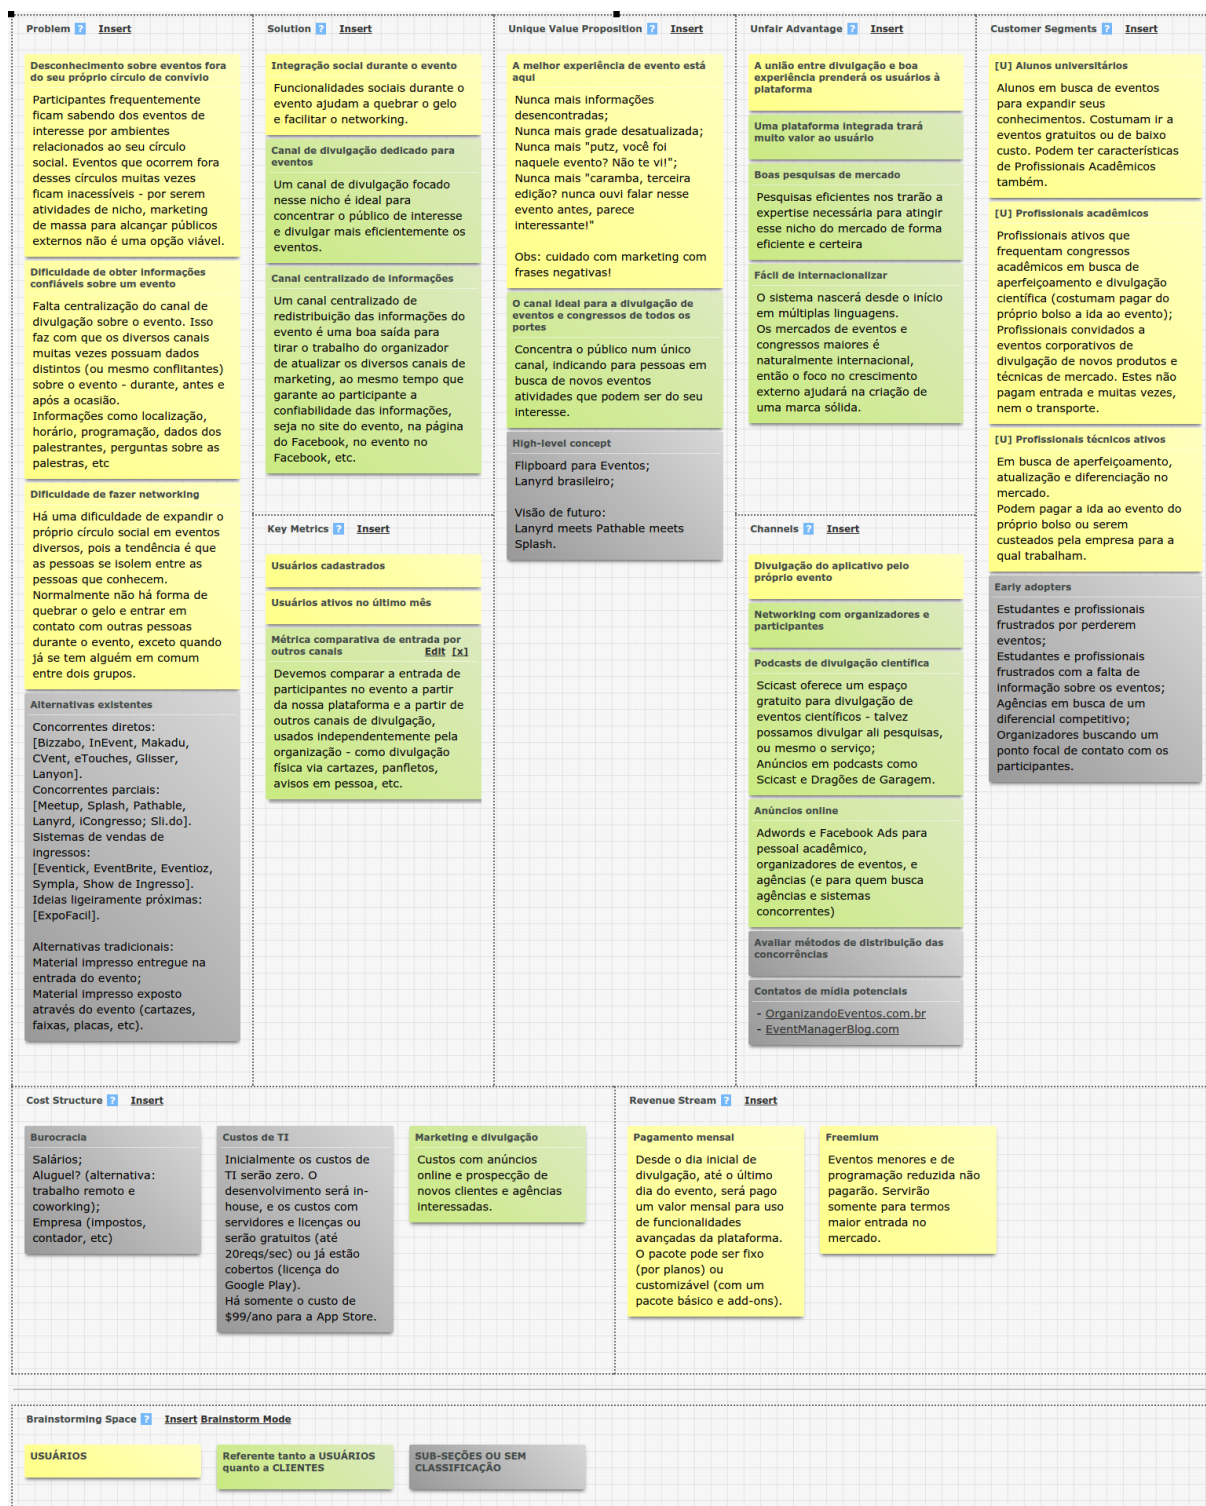 Problem ? Insert
Desconhecimento sobre eventos fora
do seu próprio círculo de convívio
Participantes frequentemente
ficam sabendo dos eventos de
interesse por ambientes
relacionados ao seu círculo
social. Eventos que ocorrem fora
desses círculos muitas vezes
ficam inacessíveis - por serem
atividades de nicho, marketing
de massa para alcançar públicos
externos não é uma opção viável.
Dificuldade de obter informações
confiáveis sobre um evento
Falta centralização do canal de
divulgação sobre o evento. Isso
faz com que os diversos canais
muitas vezes possuam dados
distintos (ou mesmo conflitantes)
sobre o evento - durante, antes e
após a ocasião.
Informações como localização,
horário, programação, dados dos
palestrantes, perguntas sobre as
palestras, etc
Dificuldade de fazer networking
Há uma dificuldade de expandir o
próprio círculo social em eventos
diversos, pois a tendência é que
as pessoas se isolem entre as
pessoas que conhecem.
Normalmente não há forma de
quebrar o gelo e entrar em
contato com outras pessoas
durante o evento, exceto quando
já se tem alguém em comum
entre dois grupos.
Alternativas existentes
Concorrentes diretos:
[Bizzabo, InEvent, Makadu,
CVent, eTouches, Glisser,
Lanyon].
Concorrentes parciais:
[Meetup, Splash, Pathable,
Lanyrd, iCongresso; Sli.do].
Sistemas de vendas de
ingressos:
[Eventick, EventBrite, Eventioz,
Sympla, Show de Ingresso].
Ideias ligeiramente próximas:
[ExpoFacil].
Alternativas tradicionais:
Material impresso entregue na
entrada do evento;
Material impresso exposto
através do evento (cartazes,
faixas, placas, etc).
Solution ? Insert
Integração social durante o evento
Funcionalidades sociais durante o
evento ajudam a quebrar o gelo
e facilitar o networking.
Canal de divulgação dedicado para
eventos
Um canal de divulgação focado
nesse nicho é ideal para
concentrar o público de interesse
e divulgar mais eficientemente os
eventos.
Canal centralizado de informações
Um canal centralizado de
redistribuição das informações do
evento é uma boa saída para
tirar o trabalho do organizador
de atualizar os diversos canais de
marketing, ao mesmo tempo que
garante ao participante a
confiabilidade das informações,
seja no site do evento, na página
do Facebook, no evento no
Facebook, etc.
Key Metrics ? Insert
Usuários cadastrados
Usuários ativos no último mês
Métrica comparativa de entrada por
outros canais Edit [x]
Devemos comparar a entrada de
participantes no evento a partir
da nossa plataforma e a partir de
outros canais de divulgação,
usados independentemente pela
organização - como divulgação
física via cartazes, panfletos,
avisos em pessoa, etc.
Unique Value Proposition ? Insert
A melhor experiência de evento está
aqui
Nunca mais informações
desencontradas;
Nunca mais grade desatualizada;
Nunca mais "putz, você foi
naquele evento? Não te vi!";
Nunca mais "caramba, terceira
edição? nunca ouvi falar nesse
evento antes, parece
interessante!"
Obs: cuidado com marketing com
frases negativas!
O canal ideal para a divulgação de
eventos e congressos de todos os
portes
Concentra o público num único
canal, indicando para pessoas em
busca de novos eventos
atividades que podem ser do seu
interesse.
High-level concept
Flipboard para Eventos;
Lanyrd brasileiro;
Visão de futuro:
Lanyrd meets Pathable meets
Splash.
Unfair Advantage ? Insert
A união entre divulgação e boa
experiência prenderá os usuários à
plataforma
Uma plataforma integrada trará
muito valor ao usuário
Boas pesquisas de mercado
Pesquisas eficientes nos trarão a
expertise necessária para atingir
esse nicho do mercado de forma
eficiente e certeira
Fácil de internacionalizar
O sistema nascerá desde o início
em múltiplas linguagens.
Os mercados de eventos e
congressos maiores é
naturalmente internacional,
então o foco no crescimento
externo ajudará na criação de
uma marca sólida.
Channels ? Insert
Divulgação do aplicativo pelo
próprio evento
Networking com organizadores e
participantes
Podcasts de divulgação científica
Scicast oferece um espaço
gratuito para divulgação de
eventos científicos - talvez
possamos divulgar ali pesquisas,
ou mesmo o serviço;
Anúncios em podcasts como
Scicast e Dragões de Garagem.
Anúncios online
Adwords e Facebook Ads para
pessoal acadêmico,
organizadores de eventos, e
agências (e para quem busca
agências e sistemas
concorrentes)
Avaliar métodos de distribuição das
concorrências
Contatos de mídia potenciais
- OrganizandoEventos.com.br
- EventManagerBlog.com
Customer Segments ? Insert
[U] Alunos universitários
Alunos em busca de eventos
para expandir seus
conhecimentos. Costumam ir a
eventos gratuitos ou de baixo
custo. Podem ter características
de Profissionais Acadêmicos
também.
[U] Profissionais acadêmicos
Profissionais ativos que
frequentam congressos
acadêmicos em busca de
aperfeiçoamento e divulgação
científica (costumam pagar do
próprio bolso a ida ao evento);
Profissionais convidados a
eventos corporativos de
divulgação de novos produtos e
técnicas de mercado. Estes não
pagam entrada e muitas vezes,
nem o transporte.
[U] Profissionais técnicos ativos
Em busca de aperfeiçoamento,
atualização e diferenciação no
mercado.
Podem pagar a ida ao evento do
próprio bolso ou serem
custeados pela empresa para a
qual trabalham.
Early adopters
Estudantes e profissionais
frustrados por perderem
eventos;
Estudantes e profissionais
frustrados com a falta de
informação sobre os eventos;
Agências em busca de um
diferencial competitivo;
Organizadores buscando um
ponto focal de contato com os
participantes.
Cost Structure ? Insert
Burocracia
Salários;
Aluguel? (alternativa:
trabalho remoto e
coworking);
Empresa (impostos,
contador, etc)
Custos de TI
Inicialmente os custos de
TI serão zero. O
desenvolvimento será in-
house, e os custos com
servidores e licenças ou
serão gratuitos (até
20reqs/sec) ou já estão
cobertos (licença do
Google Play).
Há somente o custo de
$99/ano para a App Store.
Marketing e divulgação
Custos com anúncios
online e prospecção de
novos clientes e agências
interessadas.
Revenue Stream ? Insert
Pagamento mensal
Desde o dia inicial de
divulgação, até o último
dia do evento, será pago
um valor mensal para uso
de funcionalidades
avançadas da plataforma.
O pacote pode ser fixo
(por planos) ou
customizável (com um
pacote básico e add-ons).
Freemium
Eventos menores e de
programação reduzida não
pagarão. Servirão
somente para termos
maior entrada no
mercado.
Brainstorming Space ? Insert Brainstorm Mode
USUÁRIOS
Referente tanto a USUÁRIOS
quanto a CLIENTES
SUB-SEÇÕES OU SEM
CLASSIFICAÇÃO